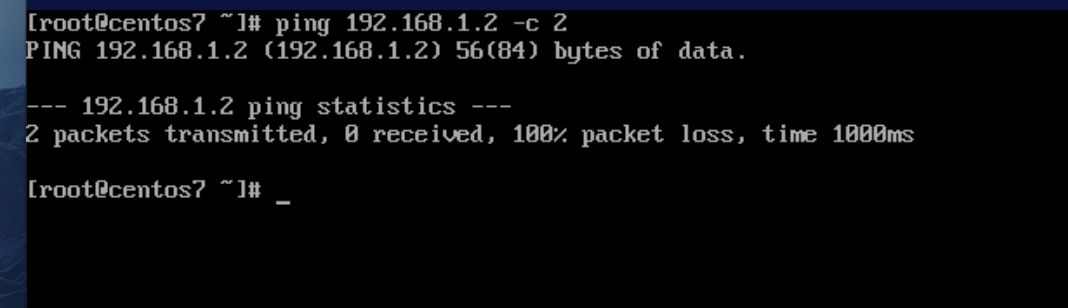 [root@centos7 ~]# ping 192.168.1.2 -c 2
PING 192.168.1.2 (192.168.1.2) 56(84) bytes of data.
--- 192.168.1.2 ping statistics ---
2 packets transmitted, 0 received, 100% packet loss, time 1000ms
[root@centos7 ~]# _